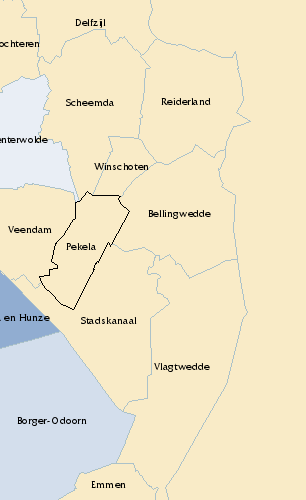 Delfzijl
ochteren
Scheemda
Reiderland
enterwolde
Winschoten
Bellingwedde
Veendam
Pekela
en Hunze
Stadskanaal
Vlagtwedde
Borger-Odoorn
Emmen